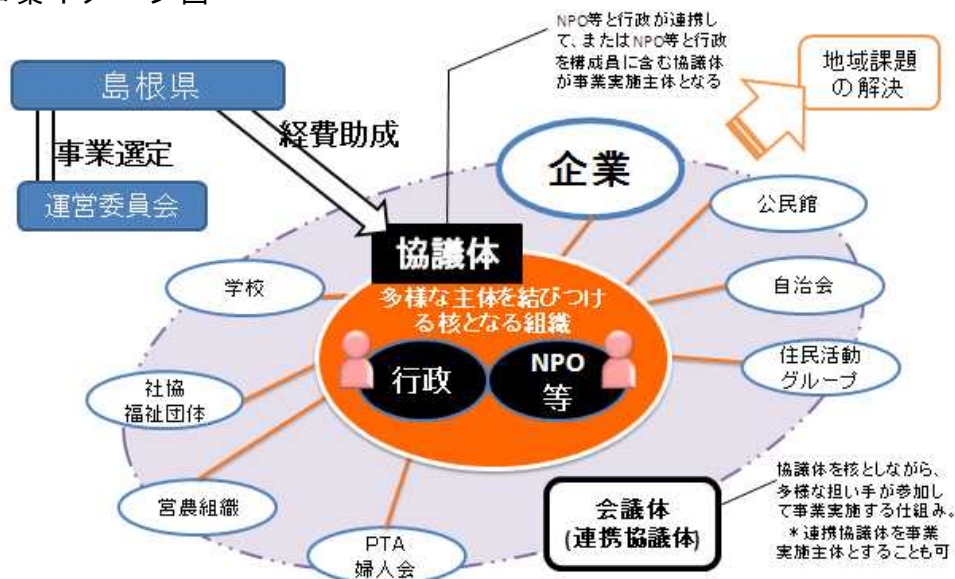 NPO等と行政が連携し
て、またはNPO等と行政
を構成員に含む協議体
が事業実施主体となる
地域課題
の解決
島根県
経費助成
事業選定
運営委員会
企業
公民館
協議体
学校
自治会
多様な主体を結びつけ
る核となる組織
行政
NPO
等
住民活動
グループ
社協
福祉団体
営農組織
PTA
婦人会
会議体
(連携協議体)
協議体を核としながら、
多様な担い手が参加し
て事業実施する仕組み。
＊連携協議体を事業
実施主体とすることも可